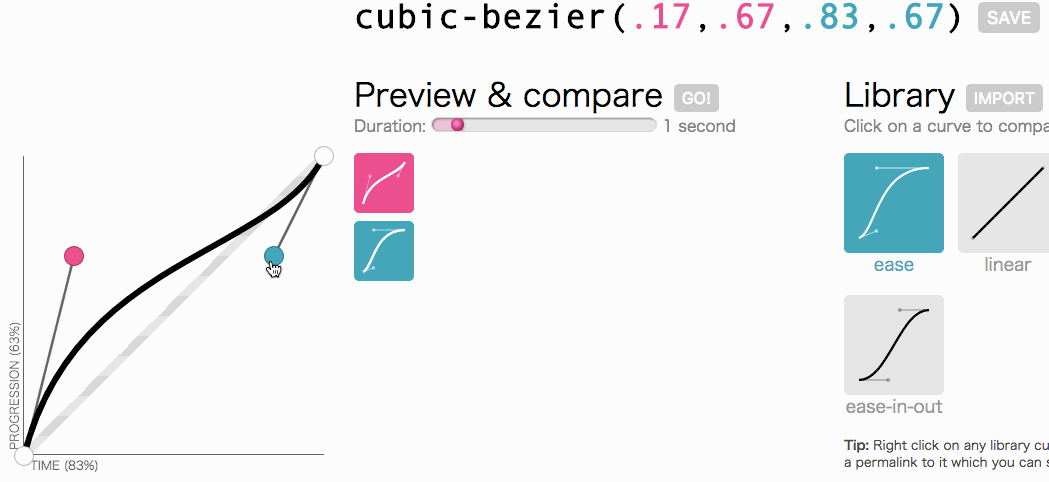 cubic-bezier(.17,.67,.83,.67) SAVE
Preview & compare GO!
Duration: 1 second
Library IMPORT
Click on a curve to compa
ease
linear
ease-in-out
Tip: Right click on any library cu
a permalink to it which you can s
PROGRESSION (63%)
TIME (83%)